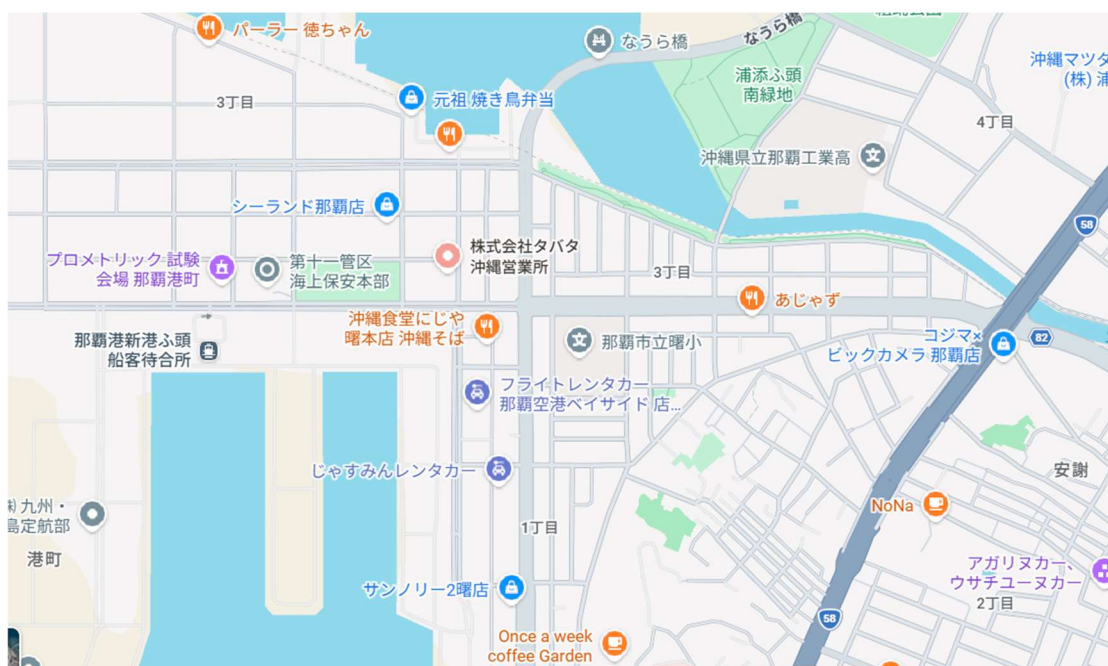 パーラー 徳ちゃん
なうら橋
なうら橋
3丁目
元祖 焼き鳥弁当
浦添ふ頭
南緑地
沖縄マツダ
(株) 浦
4丁目
沖縄県立那覇工業高
シーランド那覇店
58
プロメトリック 試験
会場 那覇港町
第十一管区
海上保安本部
株式会社タバタ
沖縄営業所
3丁目
あじゃず
那覇港新港ふ頭
船客待合所
沖縄食堂にじや
曙本店 沖縄そば
那覇市立曙小
コジマ×
ビックカメラ 那覇店
82
フライトレンタカー
那覇空港ベイサイド 店...
じゃすみんレンタカー
安謝
九州・
島定航部
NoNa
1丁目
港町
アガリヌカー、
ウサチユーヌカー
サンノリー2曙店
2丁目
58
Once a week
coffee Garden